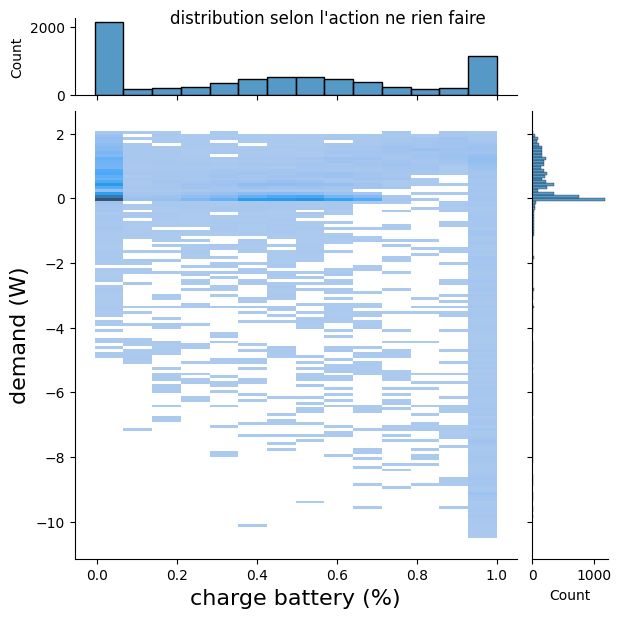 distribution selon l'action ne rien faire
2000
0
Count
2
0
−2
−4
−6
−8
−10
demand (W)
0.0 0.2 0.4 0.6 0.8 1.0
charge battery (%)
0 1000
Count